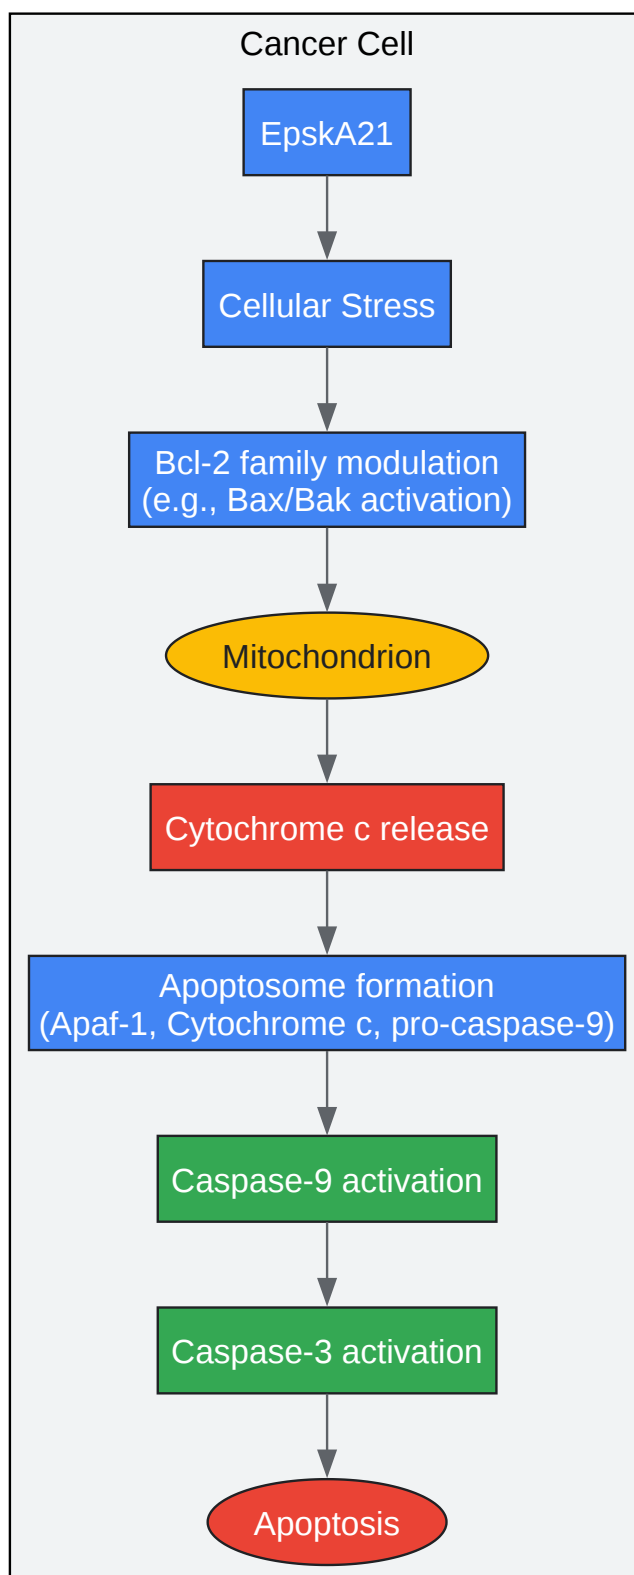 Cancer Cell
EpskA21
Cellular Stress
Bcl-2 family modulation
(e.g., Bax/Bak activation)
Mitochondrion
Cytochrome c release
Apoptosome formation
(Apaf-1, Cytochrome c, pro-caspase-9)
Caspase-9 activation
Caspase-3 activation
Apoptosis